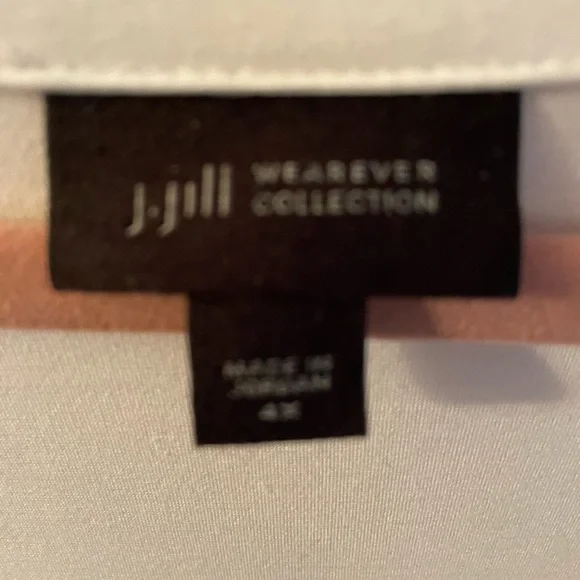 j.jill WEAREVER
COLLECTION
MADE IN
JORDAN
4X